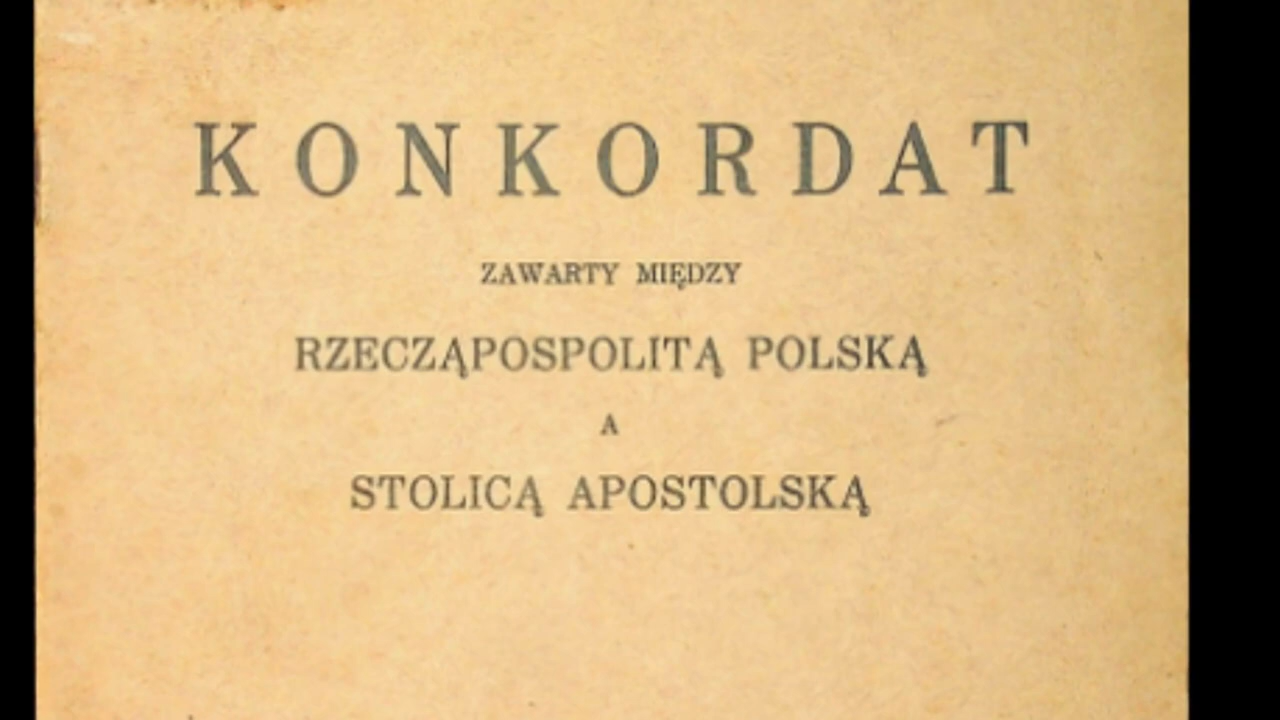 KONKORDAT
ZAWARTY MIĘDZY
RZECZĄPOSPOLITĄ POLSKĄ
A
STOLICĄ APOSTOLSKĄ